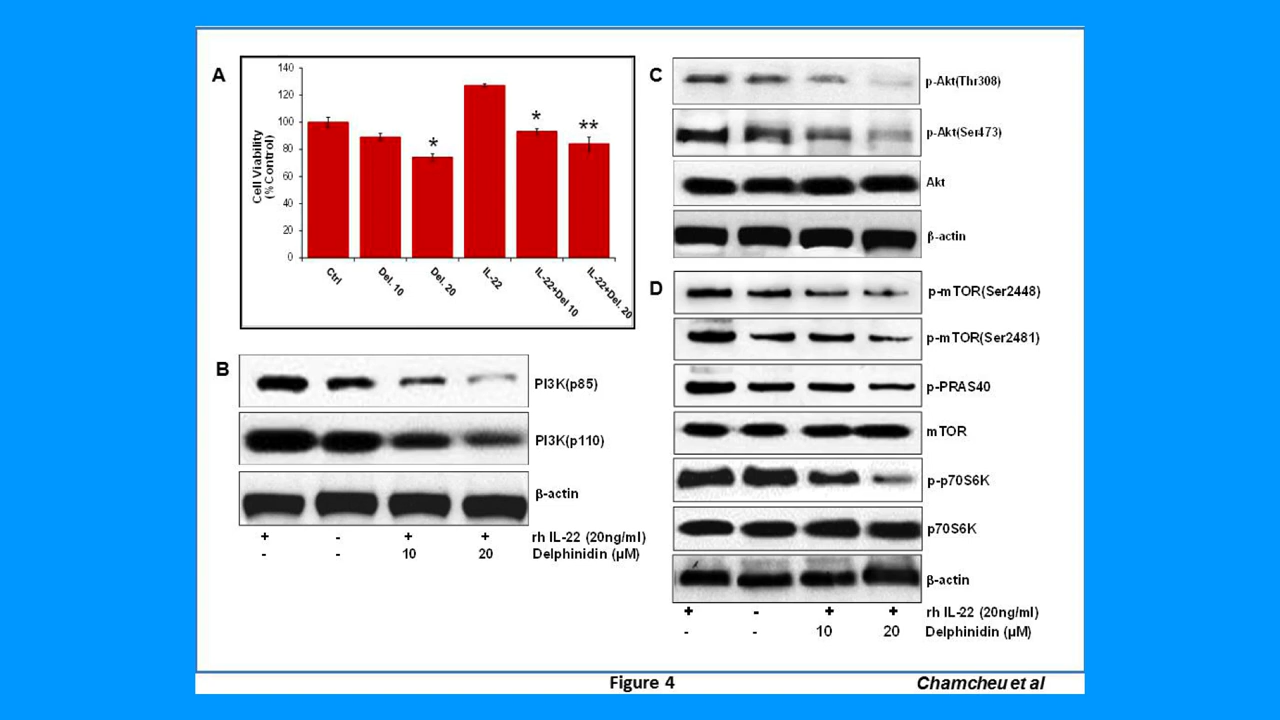 A
Cell Viability
(% Control)
140
120
100
80
60
40
20
0
*
*
**
Ctrl
Del. 10
Del. 20
IL-22
IL-22+Del 10
IL-22+Del. 20
B
PI3K(p85)
PI3K(p110)
β-actin
+ - + + rh IL-22 (20ng/ml)
- - 10 20 Delphinidin (µM)
C
p-Akt(Thr308)
p-Akt(Ser473)
Akt
β-actin
D
p-mTOR(Ser2448)
p-mTOR(Ser2481)
p-PRAS40
mTOR
p-p70S6K
p70S6K
β-actin
+ - + + rh IL-22 (20ng/ml)
- - 10 20 Delphinidin (µM)
Figure 4
Chamcheu et al